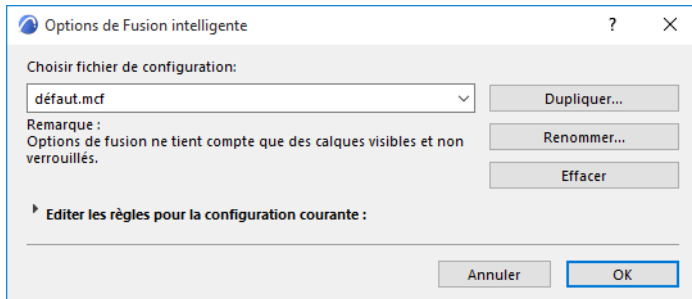 Options de Fusion intelligente
?
Choisir fichier de configuration:
défaut.mcf
Dupliquer...
Remarque :
Options de fusion ne tient compte que des calques visibles et non
verrouillés.
Renommer...
Effacer
Editer les règles pour la configuration courante :
Annuler
OK